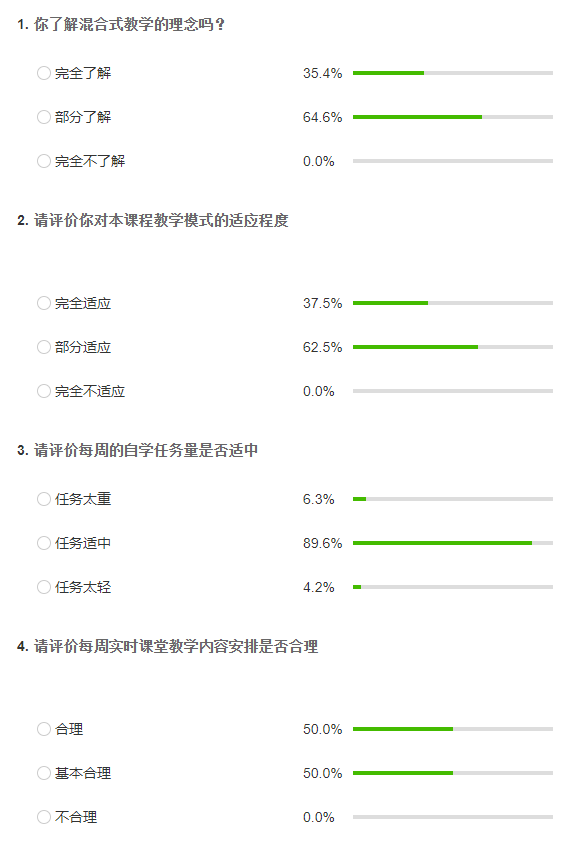 1. 你了解混合式教学的理念吗？
完全了解 35.4%
部分了解 64.6%
完全不了解 0.0%
2. 请评价你对本课程教学模式的适应程度
完全适应 37.5%
部分适应 62.5%
完全不适应 0.0%
3. 请评价每周的自学任务量是否适中
任务太重 6.3%
任务适中 89.6%
任务太轻 4.2%
4. 请评价每周实时课堂教学内容安排是否合理
合理 50.0%
基本合理 50.0%
不合理 0.0%